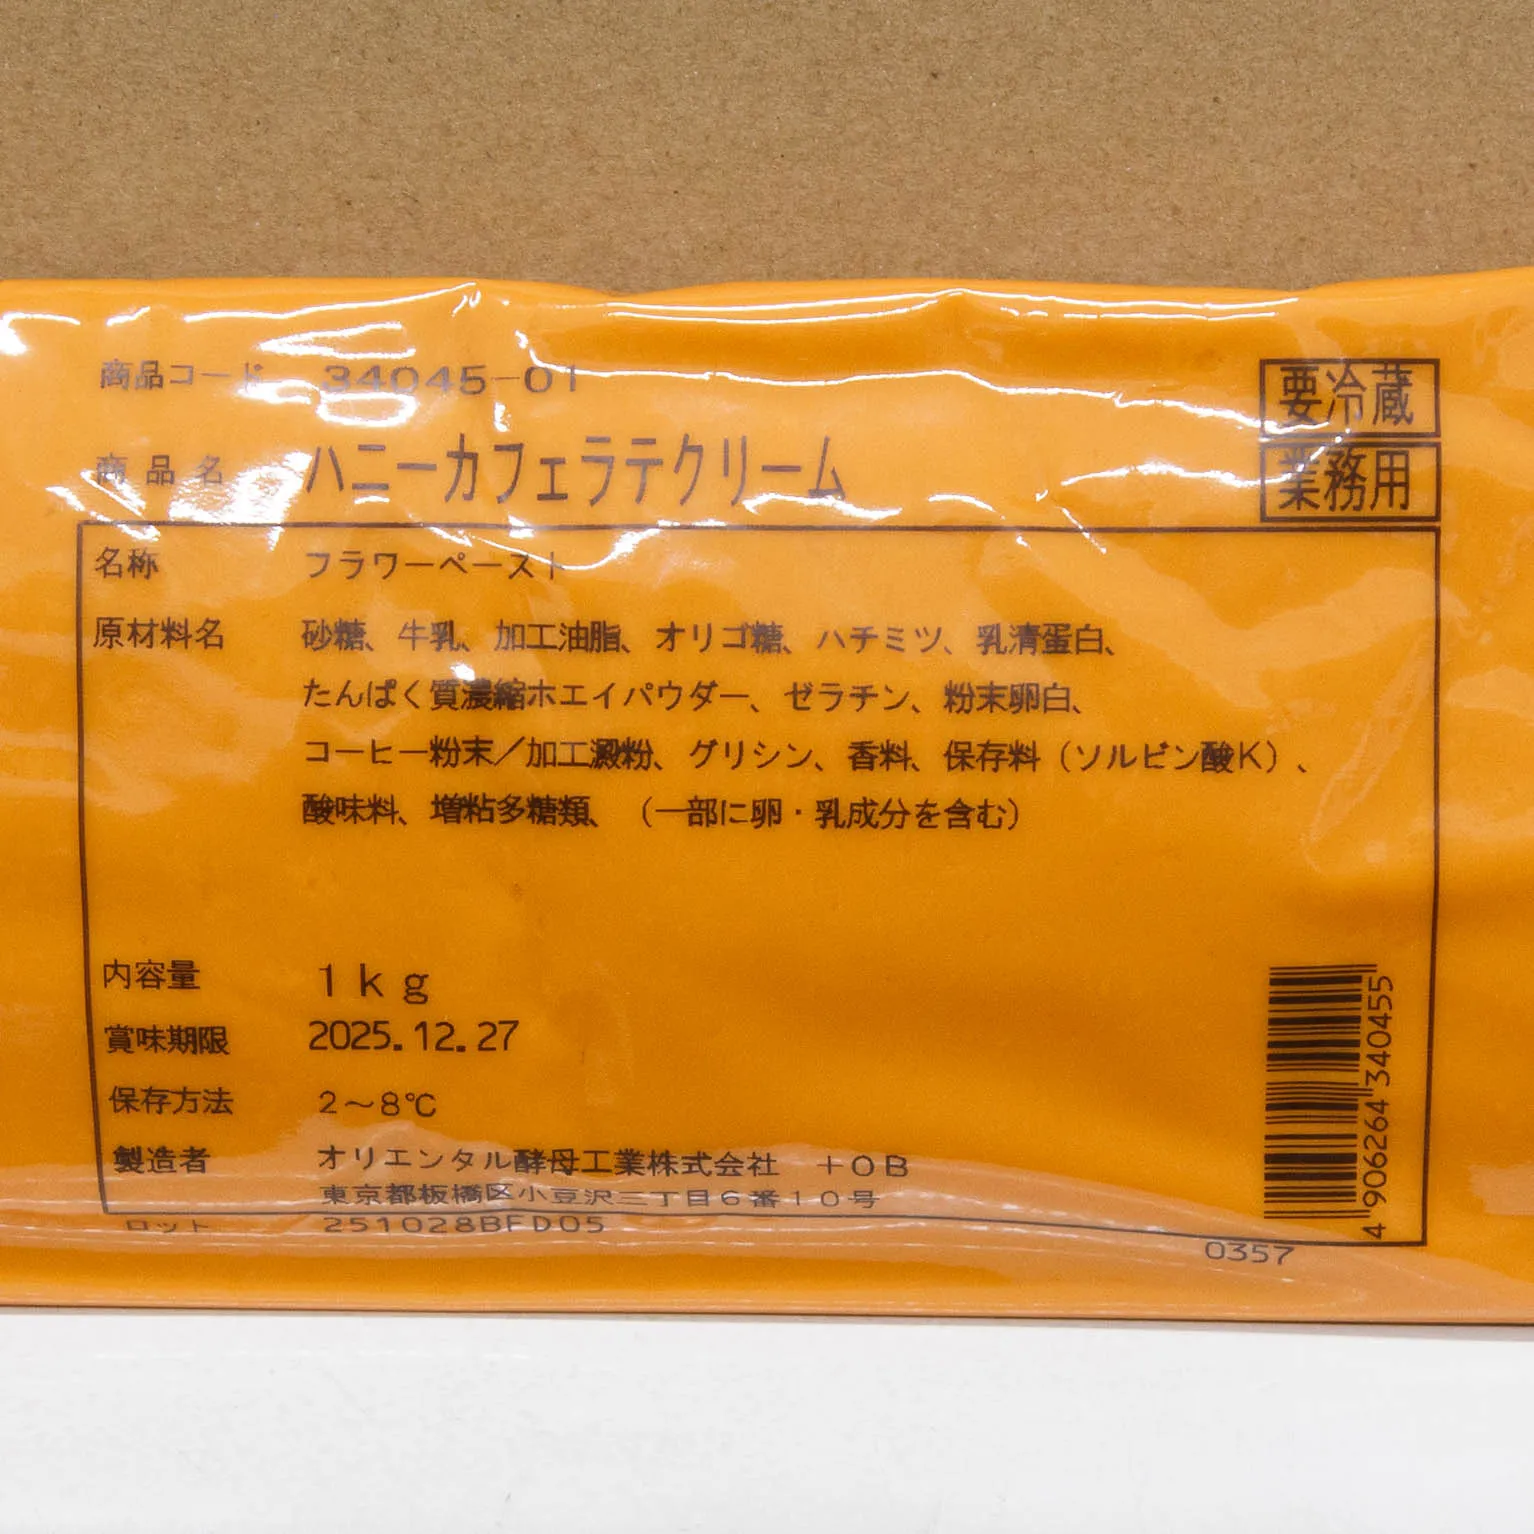 商品コード 34045-01
要冷蔵
商品名 ハニーカフェラテクリーム
業務用
名称 フラワーペースト
原材料名 砂糖、牛乳、加工油脂、オリゴ糖、ハチミツ、乳清蛋白、
たんぱく質濃縮ホエイパウダー、ゼラチン、粉末卵白、
コーヒー粉末／加工澱粉、グリシン、香料、保存料（ソルビン酸K）、
酸味料、増粘多糖類、（一部に卵・乳成分を含む）
内容量 1kg
賞味期限 2025.12.27
保存方法 2～8℃
製造者 オリエンタル酵母工業株式会社 +OB
東京都板橋区小豆沢三丁目6番10号
ロット 251028BFD05
4 906264 340455
0357